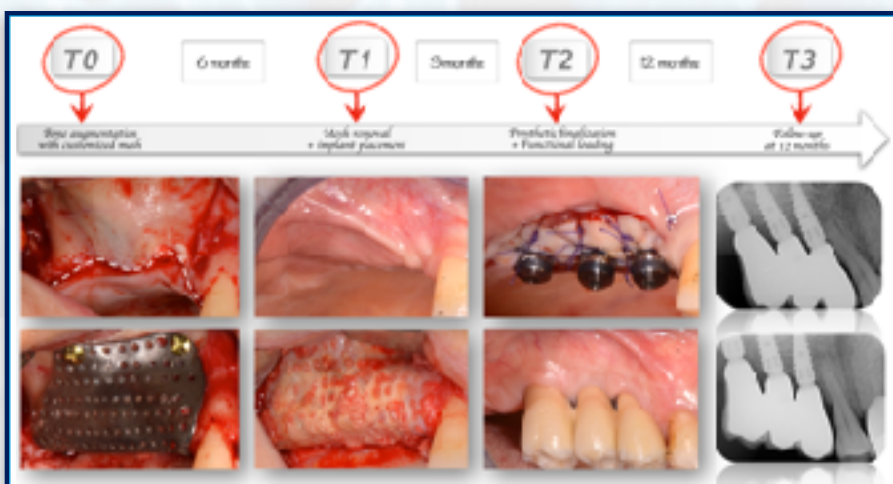 T0
6 months
T1
3months
T2
12 months
T3
Bone augmentation
with customized mesh
Mesh removal
+ implant placement
Prosthetic finalization
+ Functional loading
Follow-up
at 12 months